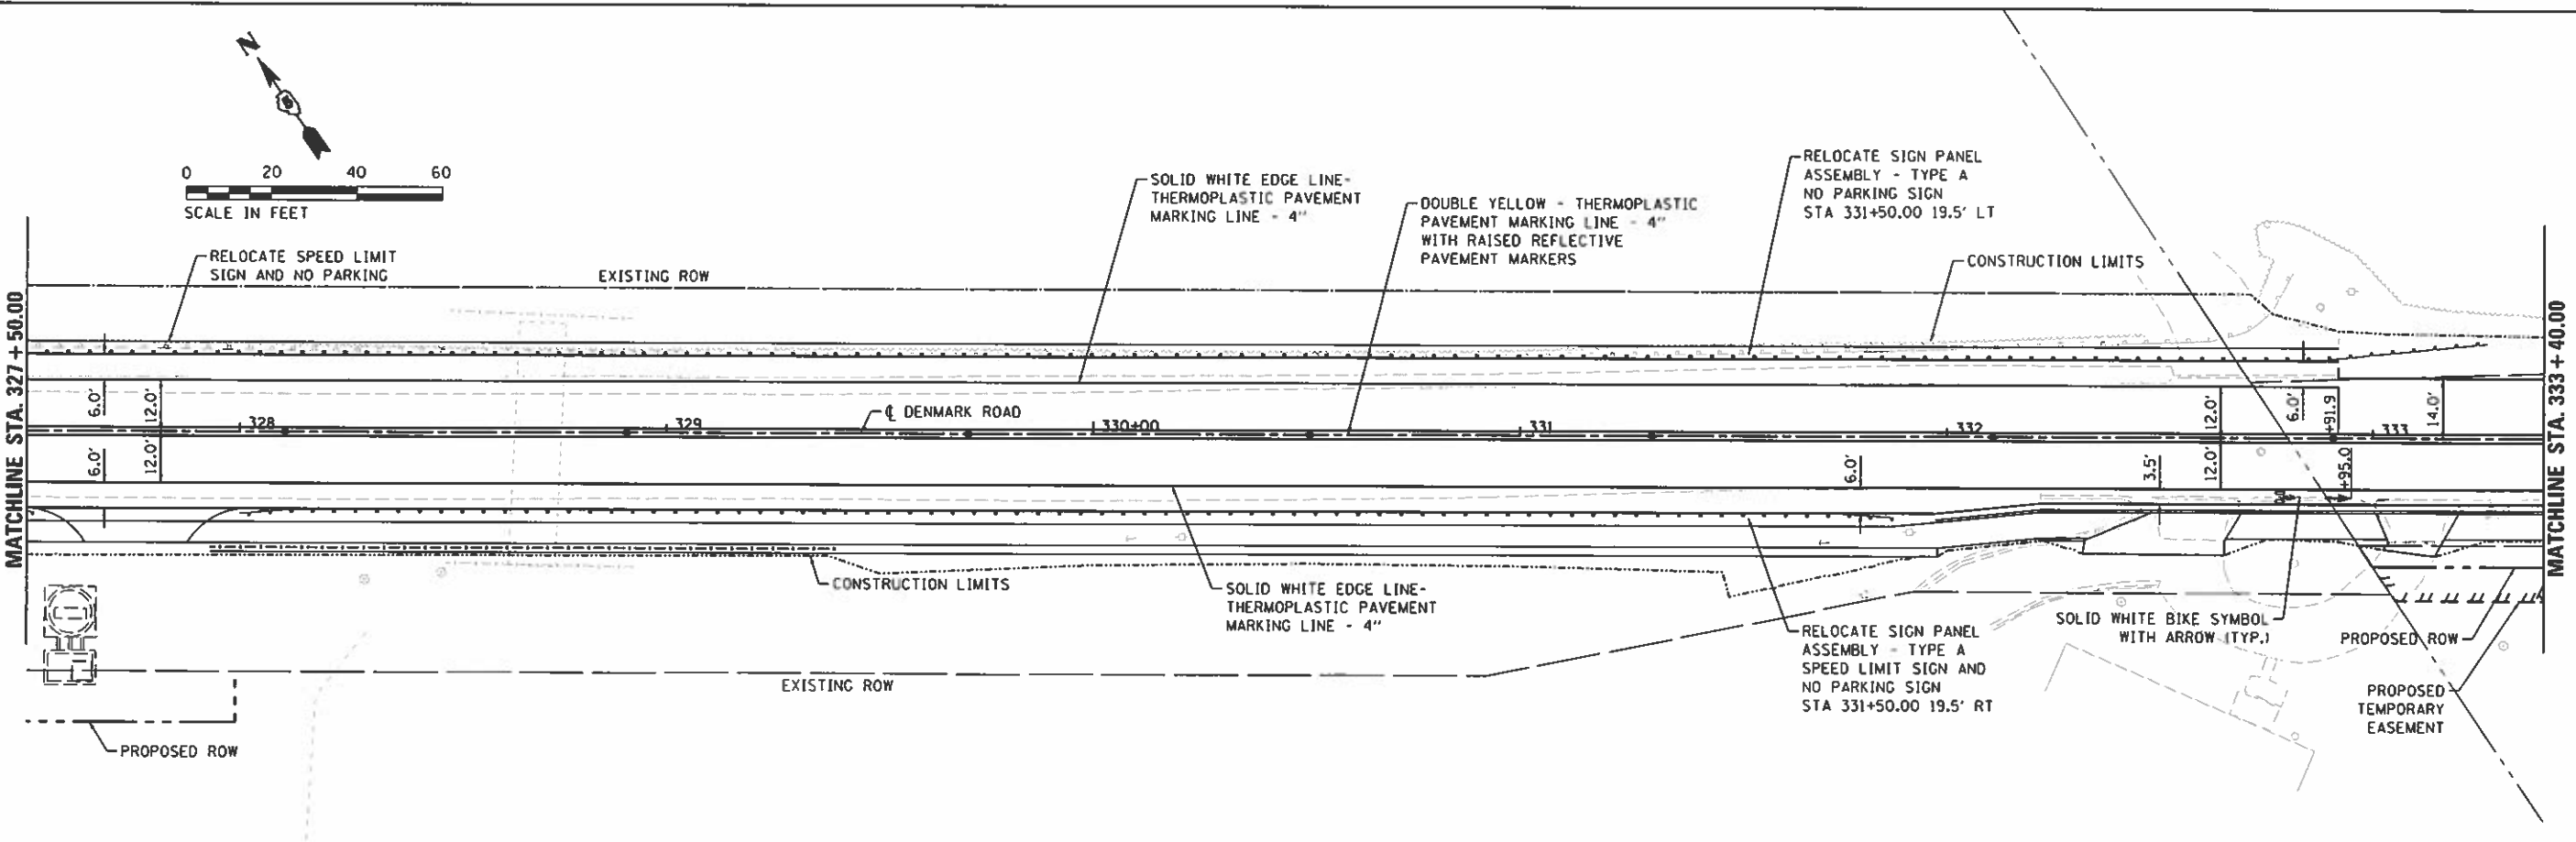 N
0 20 40 60
SCALE IN FEET
RELOCATE SPEED LIMIT
SIGN AND NO PARKING
EXISTING ROW
SOLID WHITE EDGE LINE-
THERMOPLASTIC PAVEMENT
MARKING LINE - 4"
DOUBLE YELLOW - THERMOPLASTIC
PAVEMENT MARKING LINE - 4"
WITH RAISED REFLECTIVE
PAVEMENT MARKERS
RELOCATE SIGN PANEL
ASSEMBLY - TYPE A
NO PARKING SIGN
STA 331+50.00 19.5' LT
CONSTRUCTION LIMITS
MATCHLINE STA. 327 + 50.00
6.0'
12.0'
6.0'
12.0'
328
329
℄ DENMARK ROAD
330+00
331
332
333
12.0'
6.0'
+91.9
14.0'
6.0'
3.5'
12.0'
+95.0
MATCHLINE STA. 333 + 40.00
CONSTRUCTION LIMITS
SOLID WHITE EDGE LINE-
THERMOPLASTIC PAVEMENT
MARKING LINE - 4"
EXISTING ROW
PROPOSED ROW
RELOCATE SIGN PANEL
ASSEMBLY - TYPE A
SPEED LIMIT SIGN AND
NO PARKING SIGN
STA 331+50.00 19.5' RT
SOLID WHITE BIKE SYMBOL
WITH ARROW (TYP.)
PROPOSED ROW
PROPOSED
TEMPORARY
EASEMENT